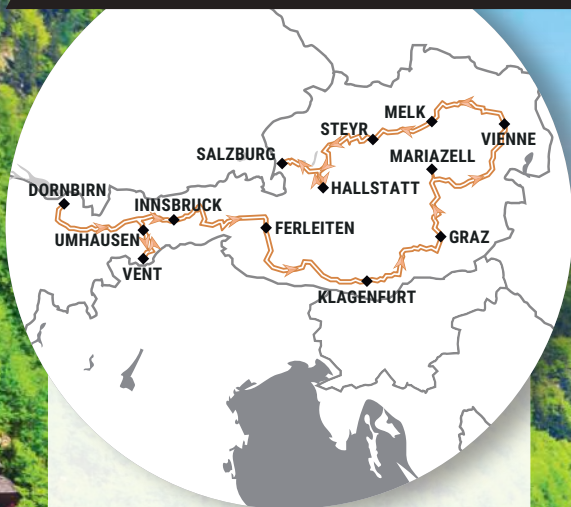 MELK
STEYR
VIENNE
SALZBURG
MARIAZELL
HALLSTATT
DORNBIRN
INNSBRUCK
UMHAUSEN
FERLEITEN
GRAZ
VENT
KLAGENFURT